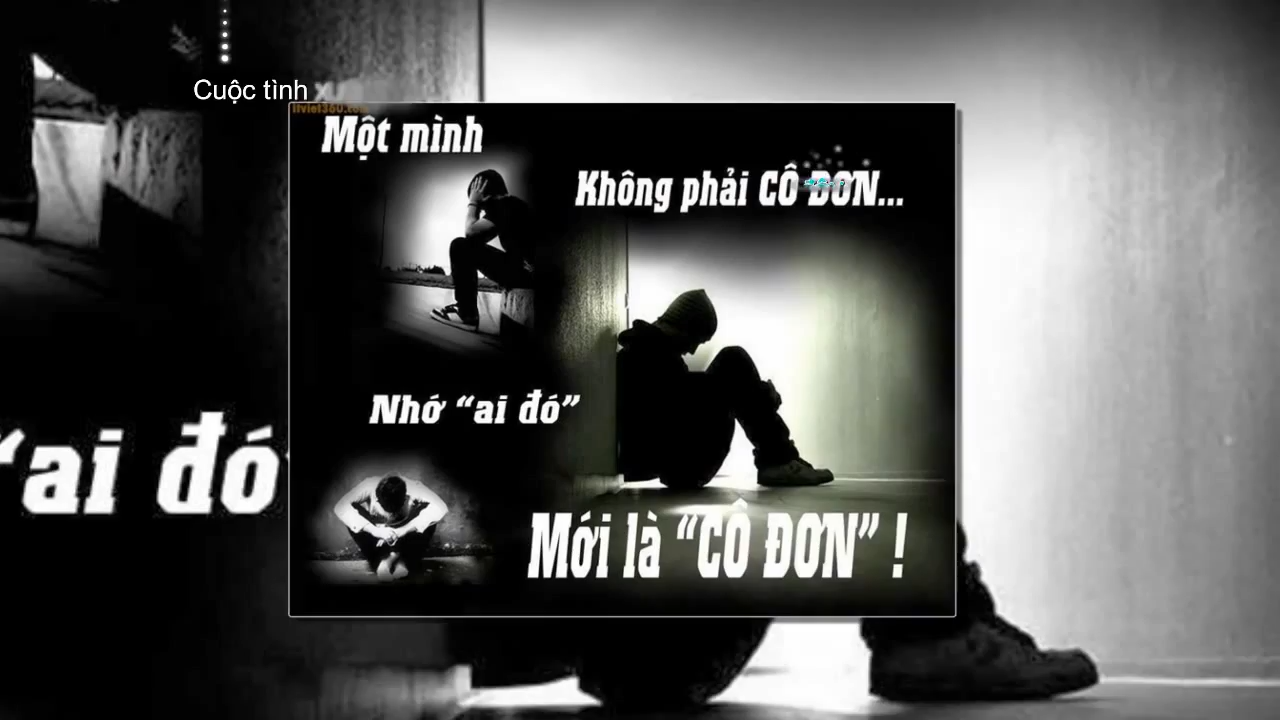 Cuộc tình
Một mình
Không phải CÔ ĐƠN...
Nhớ “ai đó”
“ai đó
Mới là “CÔ ĐƠN” !